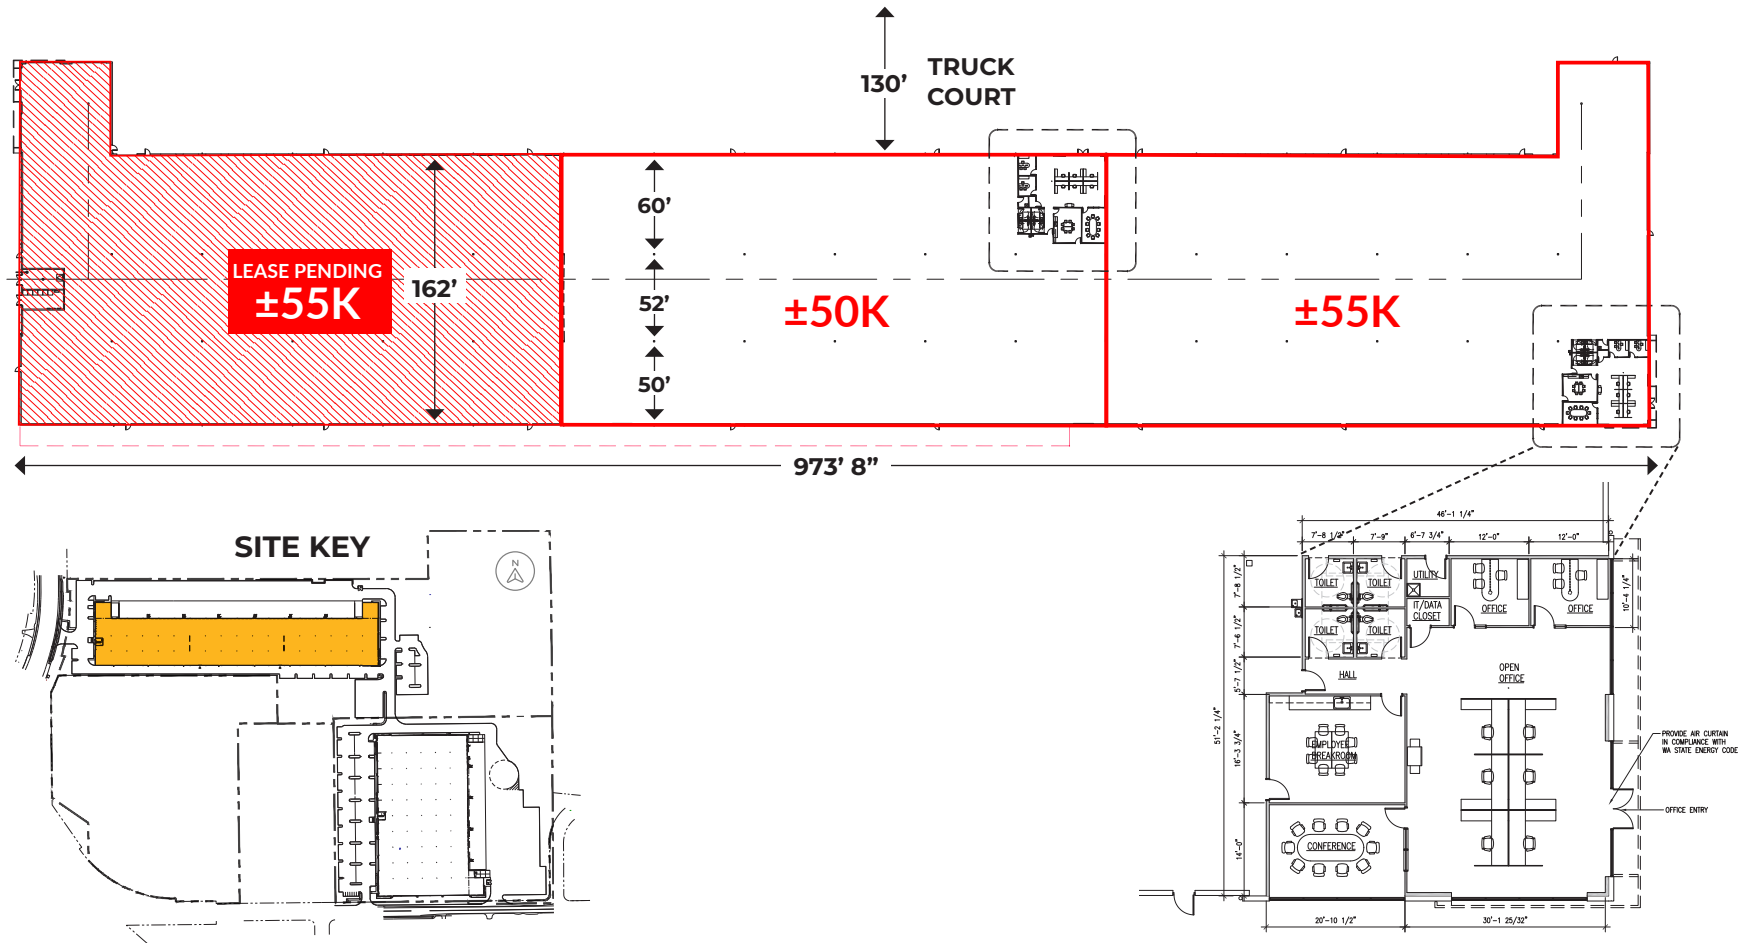 130’
TRUCK
COURT
60’
LEASE PENDING
±55K
162’
52’
±50K
±55K
50’
973’ 8”
SITE KEY
N
46'-1 1/4"
7'-8 1/2"
7'-9"
6'-7 3/4"
12'-0"
12'-0"
7'-8 1/2"
TOILET
TOILET
UTILITY
OFFICE
OFFICE
10'-4 1/4"
IT/DATA
CLOSET
7'-6 1/2"
TOILET
TOILET
5'-7 1/2"
HALL
OPEN
OFFICE
51'-2 1/4"
16'-3 3/4"
EMPLOYEE
BREAKROOM
PROVIDE AIR CURTAIN
IN COMPLIANCE WITH
WA STATE ENERGY CODE
OFFICE ENTRY
14'-0"
CONFERENCE
20'-10 1/2"
30'-1 25/32"